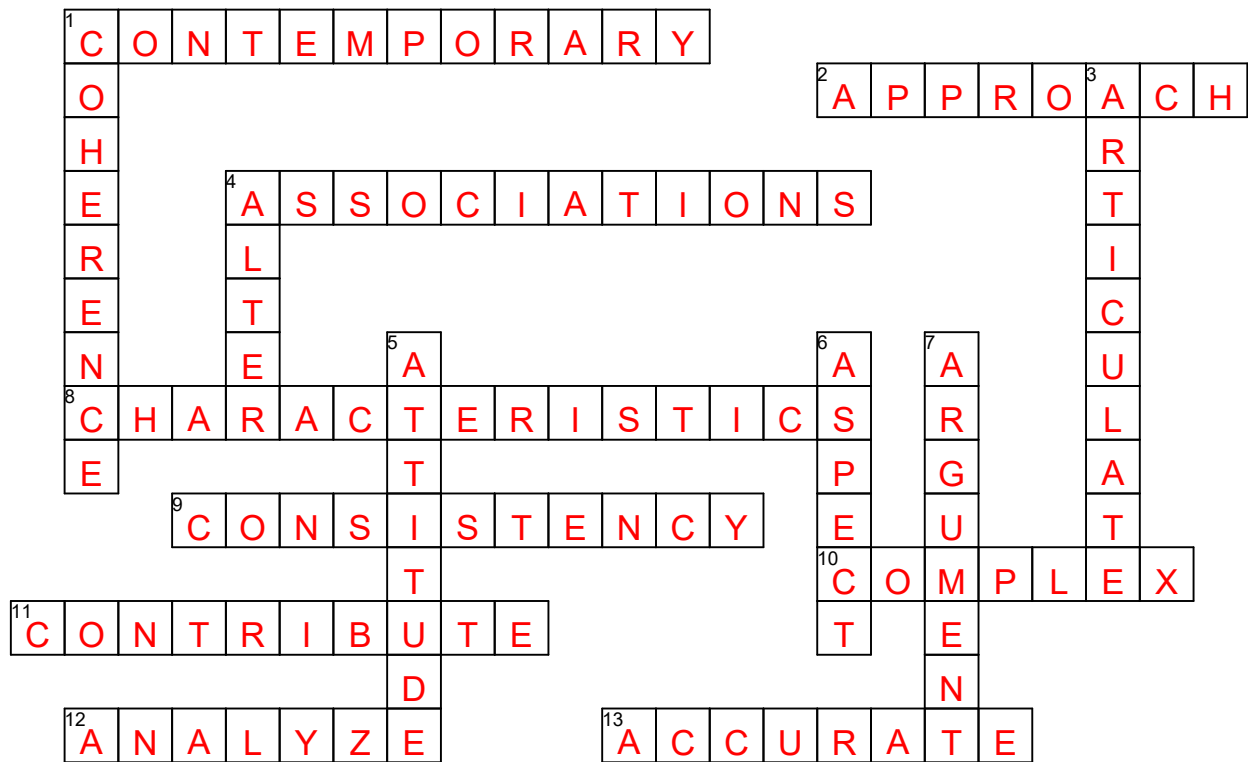 1 CONTEMPORARY
COHERENCE
2 APPROACH
3 ARTICULATE
4 ASSOCIATIONS
ALTER
5 ATTITUDE
6 ASPECT
7 ARGUMENT
8 CHARACTERISTICS
9 CONSISTENCY
10 COMPLEX
11 CONTRIBUTE
12 ANALYZE
13 ACCURATE